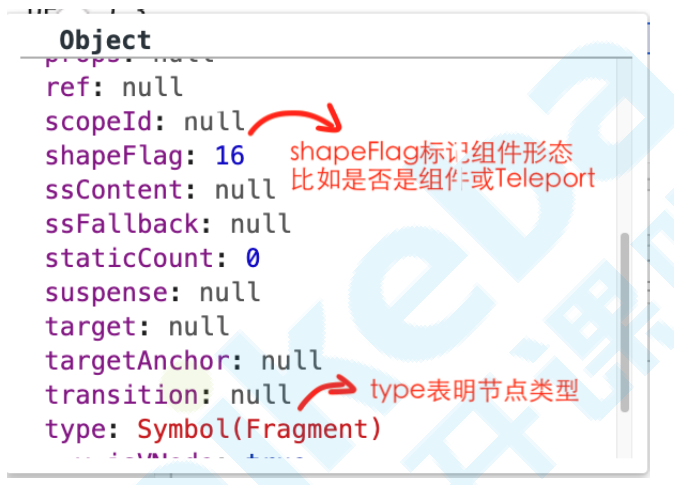 Object
props: null
ref: null
scopeId: null
shapeFlag: 16
shapeFlag标记组件形态
比如是否是组件或Teleport
ssContent: null
ssFallback: null
staticCount: 0
suspense: null
target: null
targetAnchor: null
transition: null
type表明节点类型
type: Symbol(Fragment)